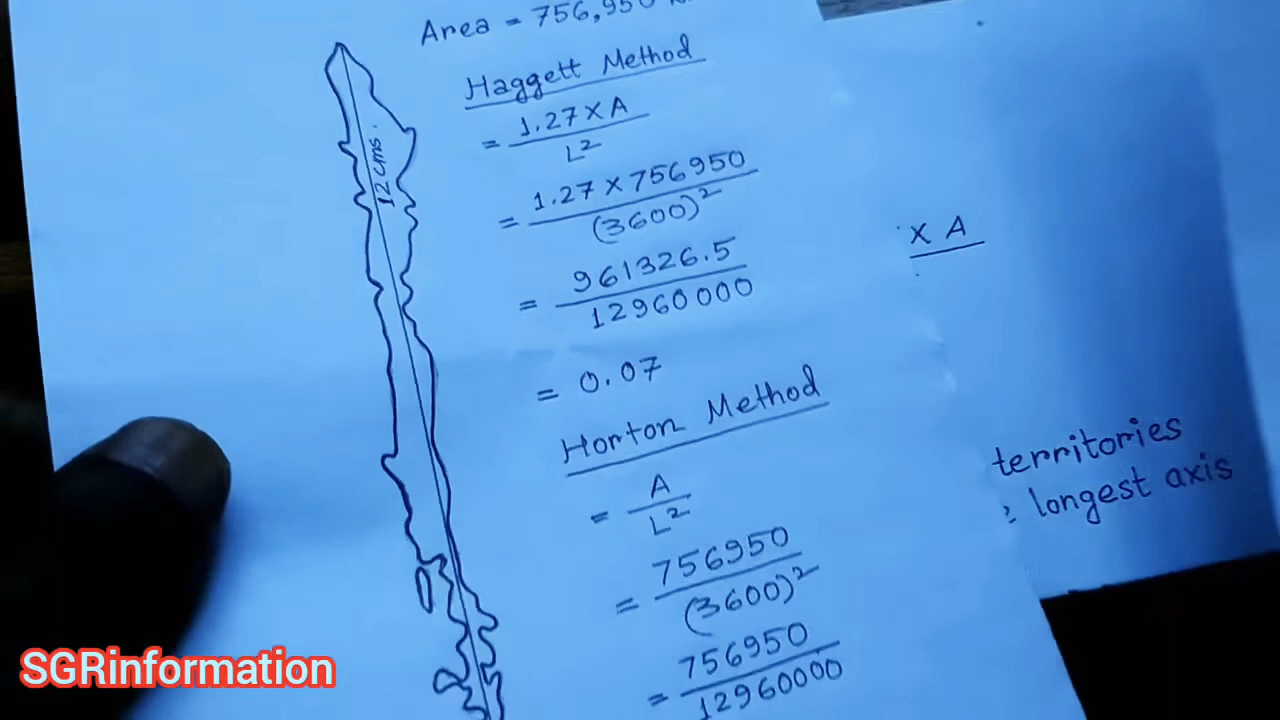 Area = 756,950
Haggett Method
= 1.27 X A / L²
= 1.27 X 756950 / (3600)²
= 961326.5 / 12960000
= 0.07
Horton Method
= A / L²
= 756950 / (3600)²
= 756950 / 12960000
12 cms.
X A
territories
longest axis
SGRinformation